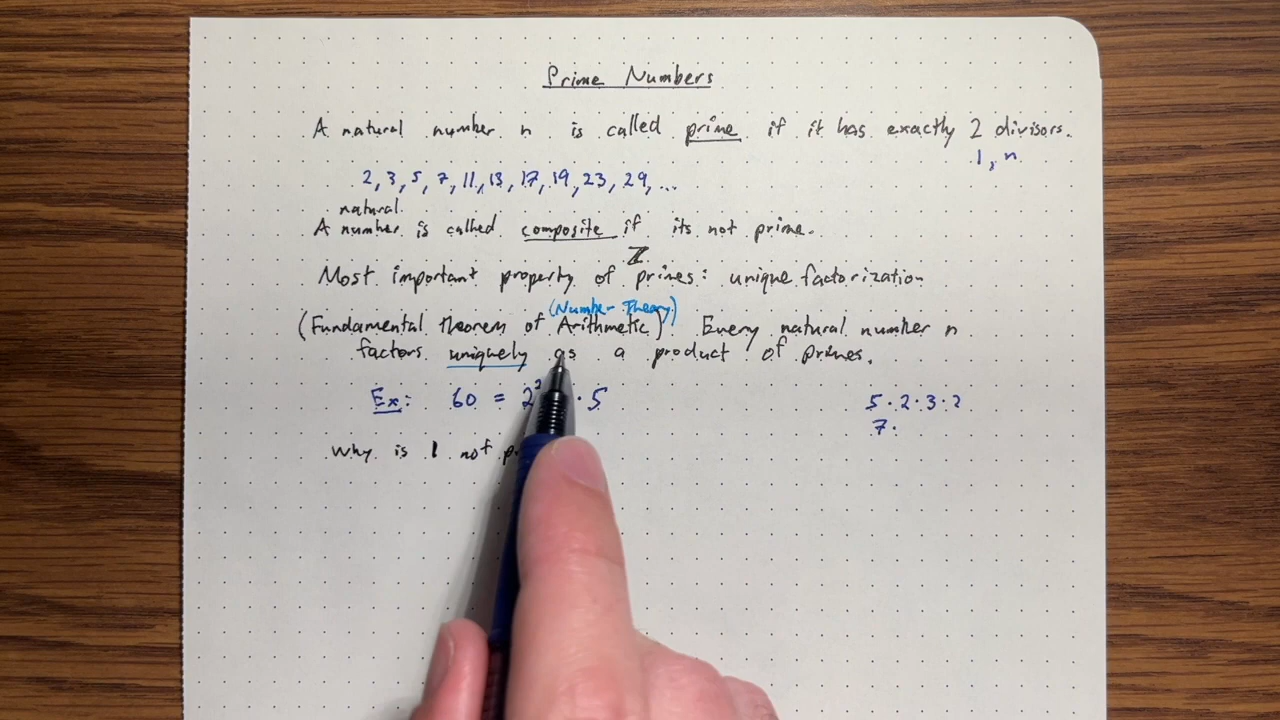 Prime Numbers
A natural number n is called prime if it has exactly 2 divisors.
1, n
2, 3, 5, 7, 11, 13, 17, 19, 23, 29, ...
natural
A number is called composite if its not prime.
ℤ
Most important property of primes: unique factorization
(Number Theory)
(Fundamental Theorem of Arithmetic) Every natural number n
factors uniquely as a product of primes.
Ex: 60 = 2² · 5
5 · 2 · 3 · 2
7 ·
Why is 1 not